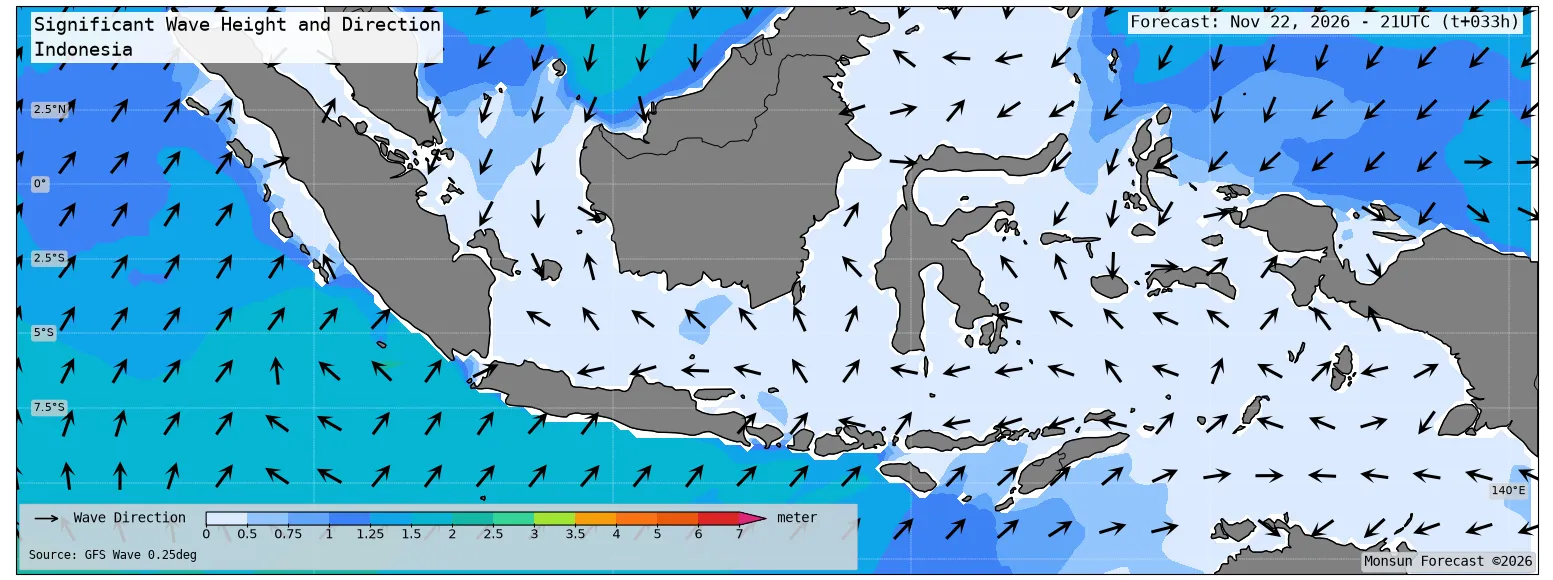 Significant Wave Height and Direction
Indonesia
Forecast: Nov 22, 2026 - 21UTC (t+033h)
2.5°N
0°
2.5°S
5°S
7.5°S
140°E
Wave Direction
meter
0 0.5 0.75 1 1.25 1.5 2 2.5 3 3.5 4 5 6 7
Source: GFS Wave 0.25deg
Monsun Forecast ©2026